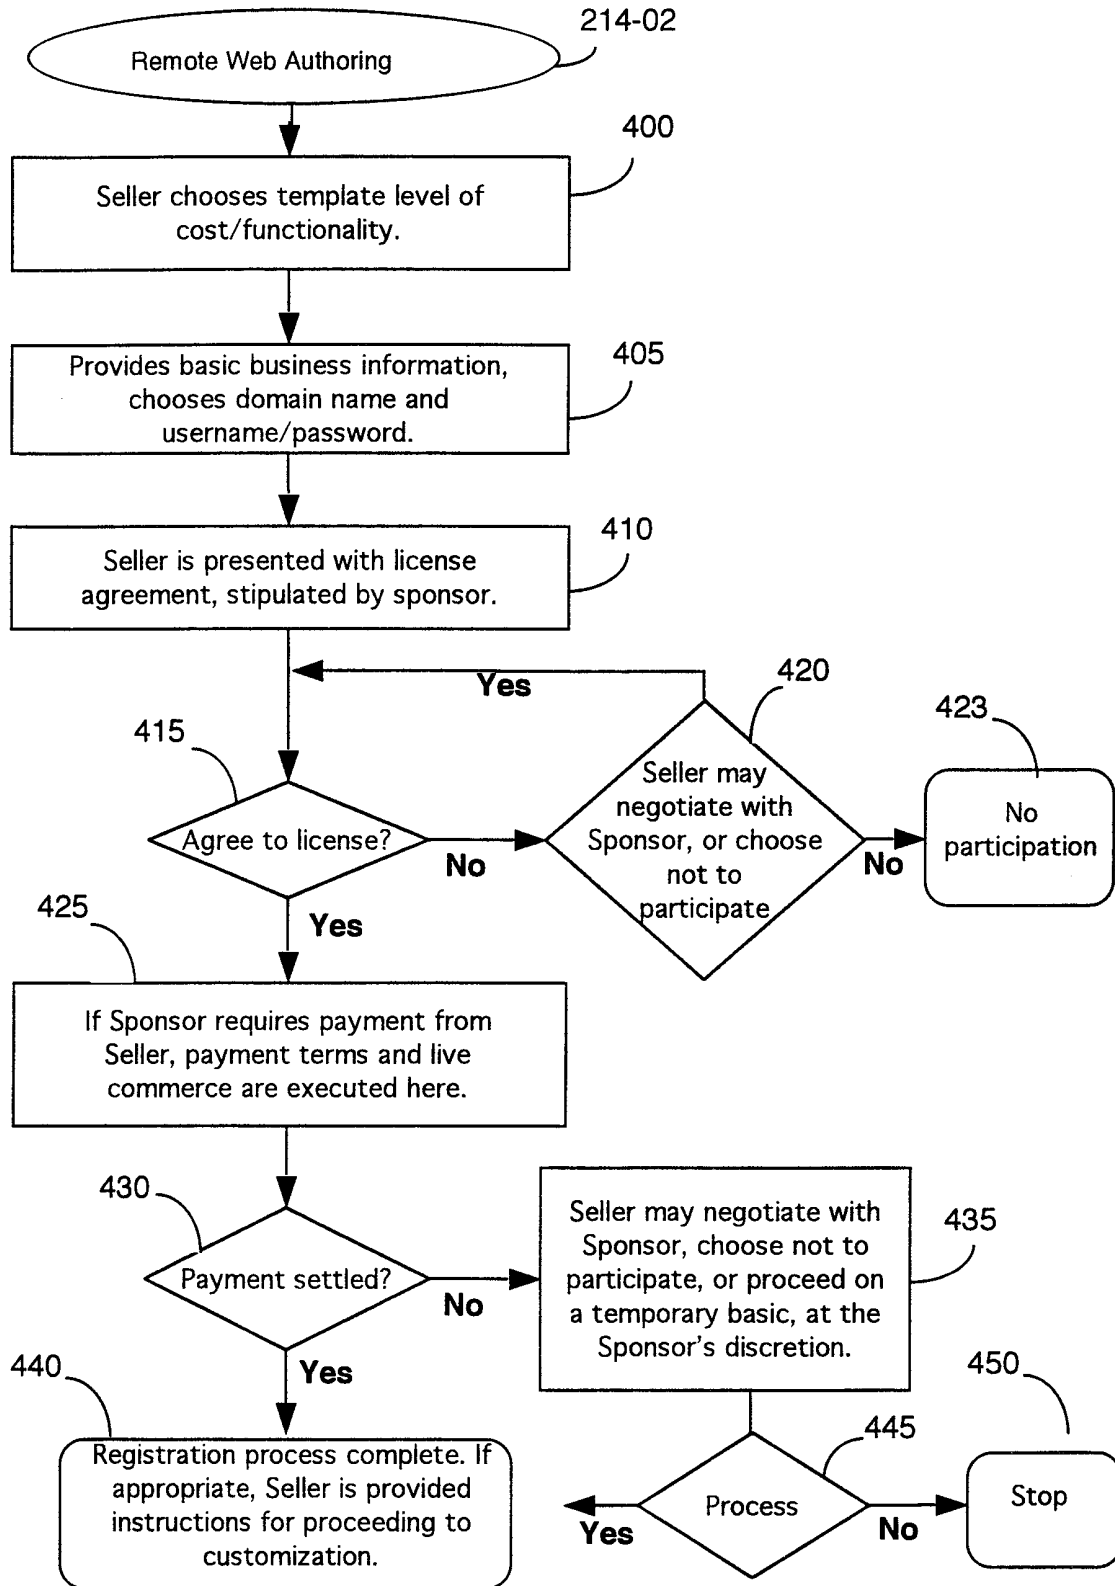 214-02
Remote Web Authoring
400
Seller chooses template level of
cost/functionality.
405
Provides basic business information,
chooses domain name and
username/password.
410
Seller is presented with license
agreement, stipulated by sponsor.
Yes
420
423
415
Seller may
negotiate with
Sponsor, or choose
not to
participate
No
participation
Agree to license?
No
No
425
Yes
If Sponsor requires payment from
Seller, payment terms and live
commerce are executed here.
430
Seller may negotiate with
Sponsor, choose not to
participate, or proceed on
a temporary basic, at the
Sponsor's discretion.
435
Payment settled?
No
Yes
440
450
445
Registration process complete. If
appropriate, Seller is provided
instructions for proceeding to
customization.
Process
Yes
No
Stop